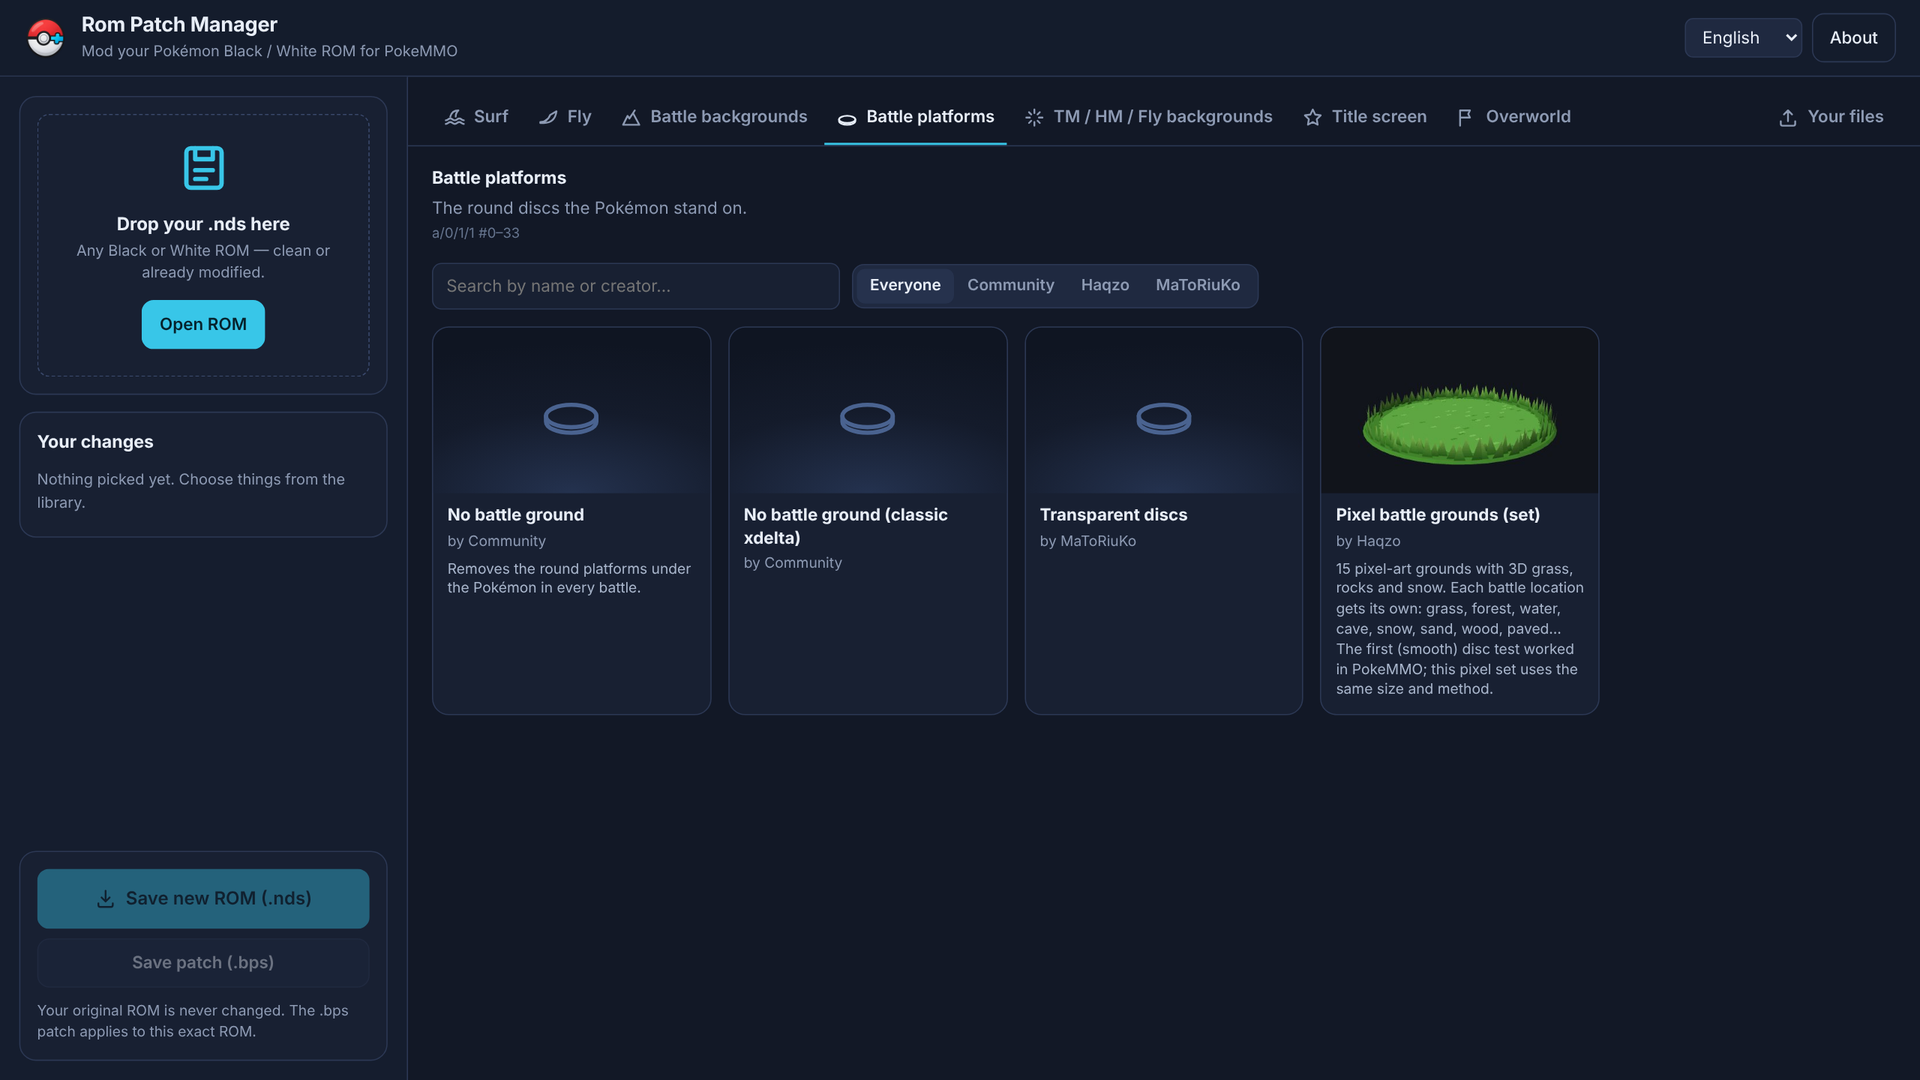 Rom Patch Manager
Mod your Pokémon Black / White ROM for PokeMMO
English
About
Drop your .nds here
Any Black or White ROM — clean or
already modified.
Open ROM
Your changes
Nothing picked yet. Choose things from the
library.
Save new ROM (.nds)
Save patch (.bps)
Your original ROM is never changed. The .bps
patch applies to this exact ROM.
Surf
Fly
Battle backgrounds
Battle platforms
TM / HM / Fly backgrounds
Title screen
Overworld
Your files
Battle platforms
The round discs the Pokémon stand on.
a/0/1/1 #0–33
Search by name or creator...
Everyone
Community
Haqzo
MaToRiuKo
No battle ground
by Community
Removes the round platforms under
the Pokémon in every battle.
No battle ground (classic
xdelta)
by Community
Transparent discs
by MaToRiuKo
Pixel battle grounds (set)
by Haqzo
15 pixel-art grounds with 3D grass,
rocks and snow. Each battle location
gets its own: grass, forest, water,
cave, snow, sand, wood, paved...
The first (smooth) disc test worked
in PokeMMO; this pixel set uses the
same size and method.